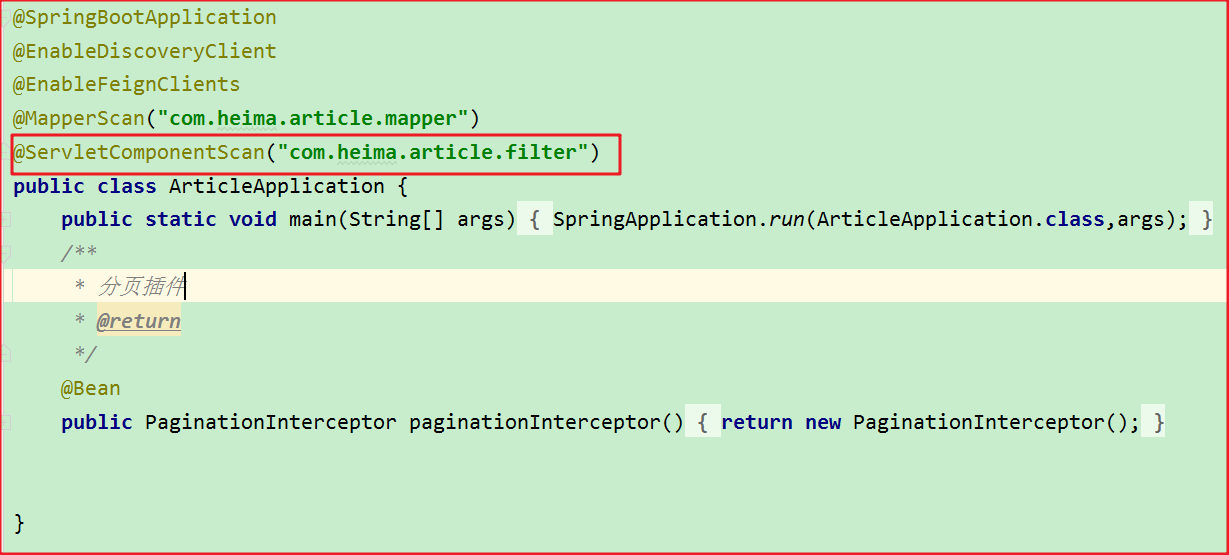 @SpringBootApplication
@EnableDiscoveryClient
@EnableFeignClients
@MapperScan("com.heima.article.mapper")
@ServletComponentScan("com.heima.article.filter")
public class ArticleApplication {
    public static void main(String[] args) { SpringApplication.run(ArticleApplication.class,args); }
    /**
     * 分页插件
     * @return
     */
    @Bean
    public PaginationInterceptor paginationInterceptor() { return new PaginationInterceptor(); }
}